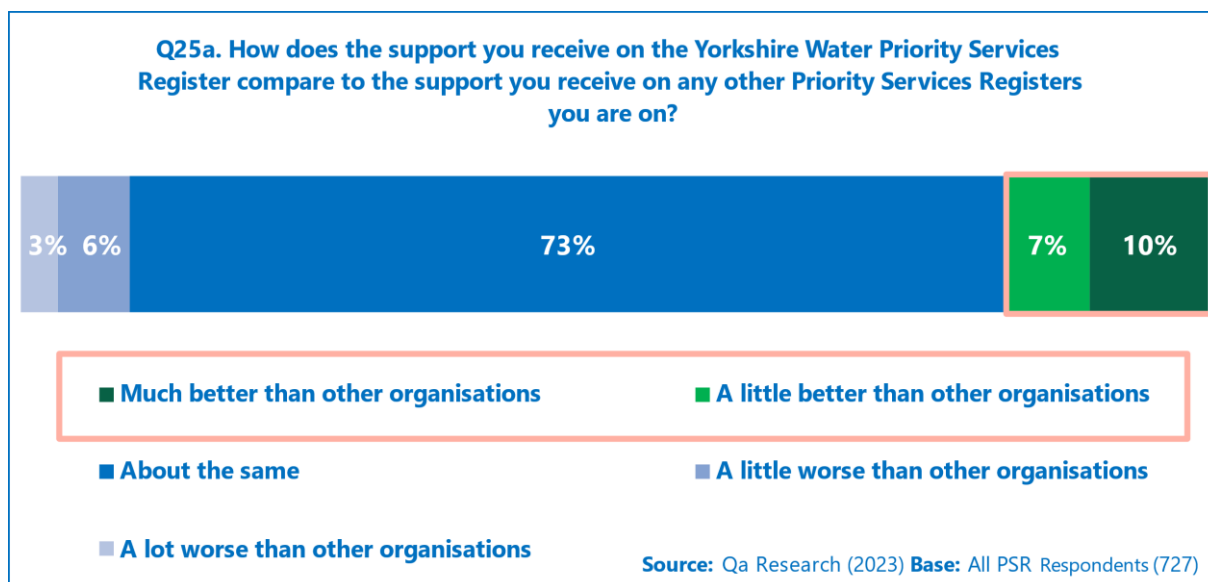 Q25a. How does the support you receive on the Yorkshire Water Priority Services
Register compare to the support you receive on any other Priority Services Registers
you are on?
3% 6% 73% 7% 10%
Much better than other organisations
A little better than other organisations
About the same
A little worse than other organisations
A lot worse than other organisations
Source: Qa Research (2023) Base: All PSR Respondents (727)